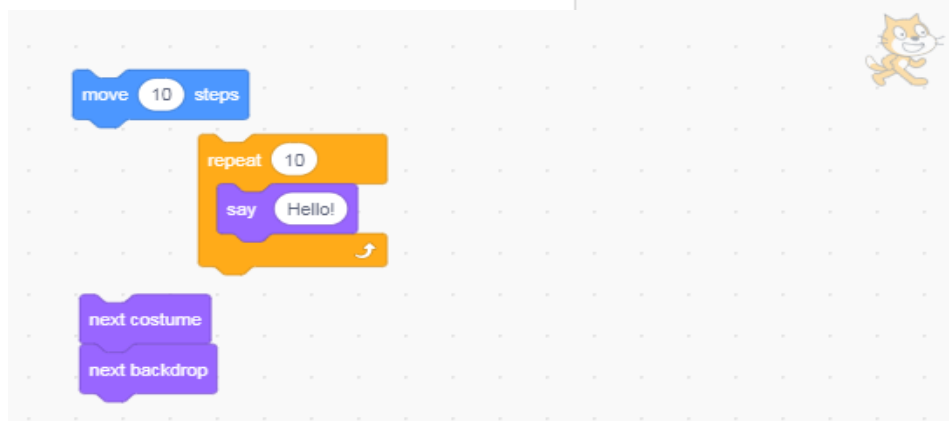 move 10 steps
repeat 10
say Hello!
next costume
next backdrop